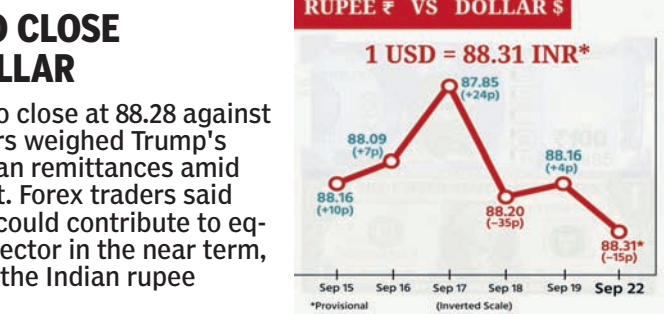 O CLOSE
LLAR
o close at 88.28 against
rs weighed Trump's
an remittances amid
t. Forex traders said
could contribute to eq-
ector in the near term,
the Indian rupee
RUPEE ₹ VS DOLLAR $
1 USD = 88.31 INR*
87.85
(+24p)
88.09
(+7p)
88.16
(+4p)
88.16
(+10p)
88.20
(–35p)
88.31*
(–15p)
Sep 15 Sep 16 Sep 17 Sep 18 Sep 19 Sep 22
*Provisional (Inverted Scale)